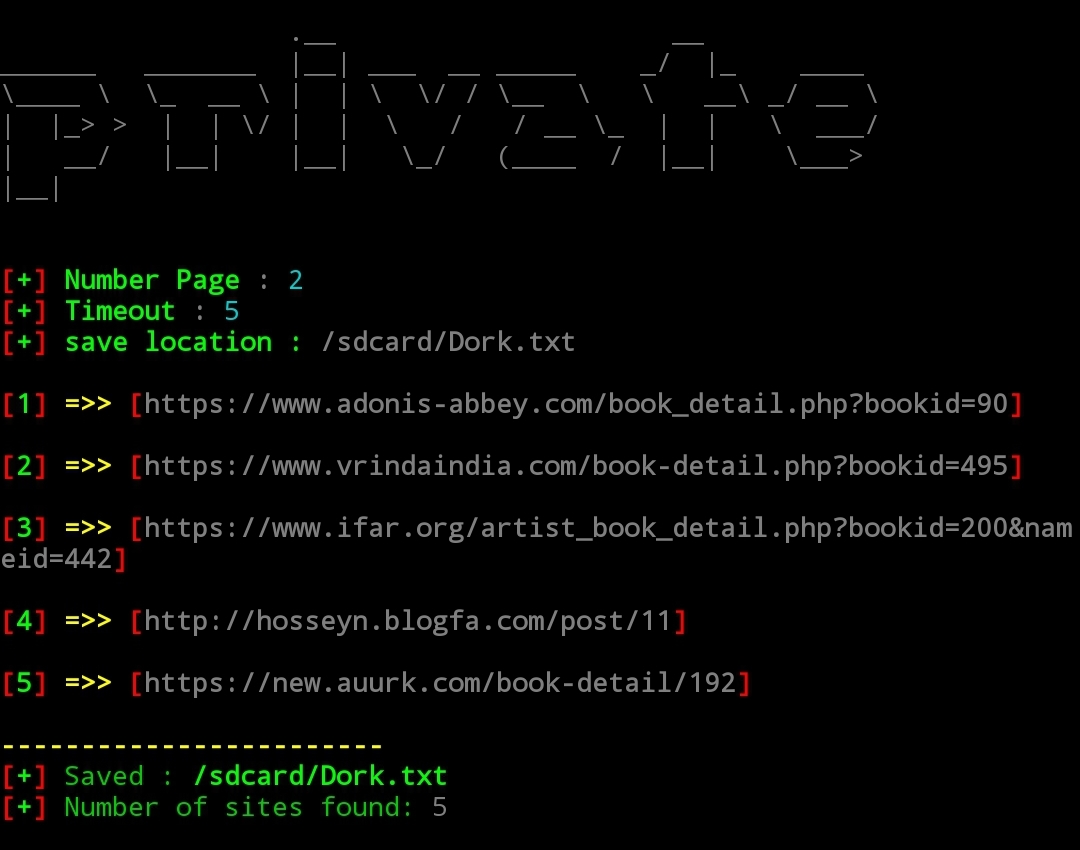 private
[+] Number Page : 2
[+] Timeout : 5
[+] save location : /sdcard/Dork.txt
[1] =>> [https://www.adonis-abbey.com/book_detail.php?bookid=90]
[2] =>> [https://www.vrindaindia.com/book-detail.php?bookid=495]
[3] =>> [https://www.ifar.org/artist_book_detail.php?bookid=200&nam
eid=442]
[4] =>> [http://hosseyn.blogfa.com/post/11]
[5] =>> [https://new.auurk.com/book-detail/192]
------------------------
[+] Saved : /sdcard/Dork.txt
[+] Number of sites found: 5